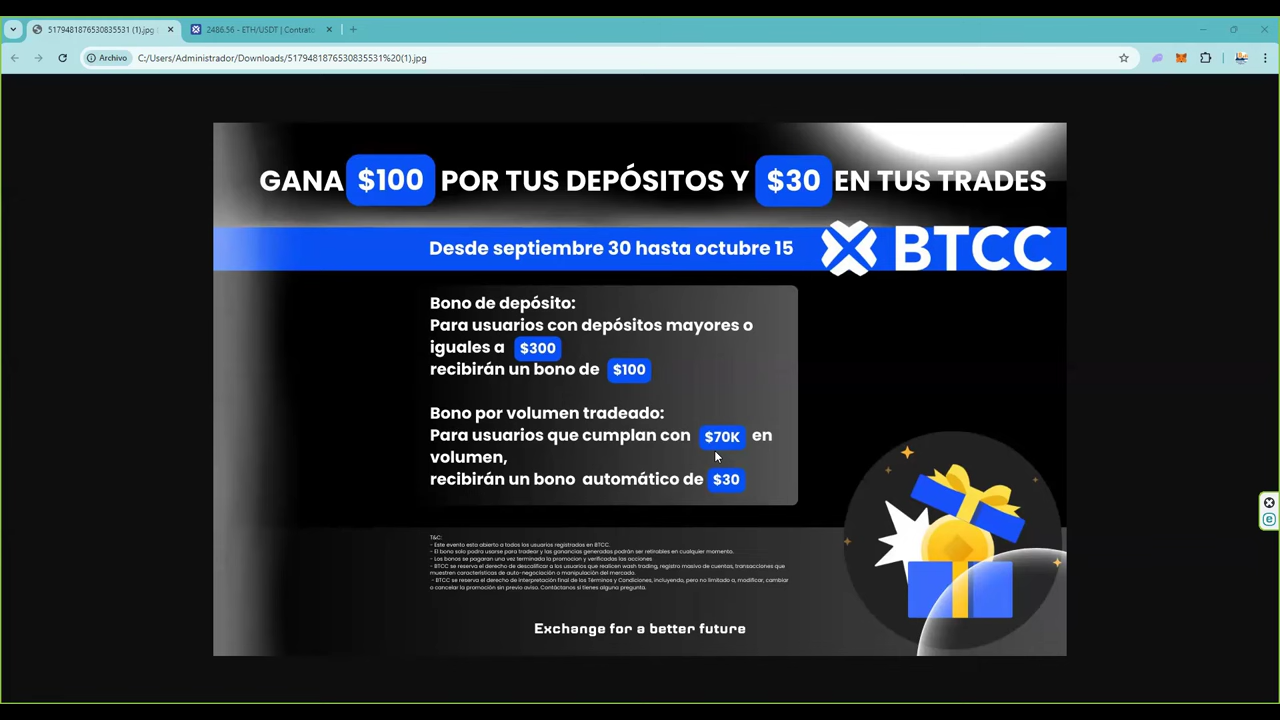 5179481876530835531 (1).jpg
2486.56 - ETH/USDT | Contrato
Archivo
C:/Users/Administrador/Downloads/5179481876530835531%20(1).jpg
GANA $100 POR TUS DEPÓSITOS Y $30 EN TUS TRADES
Desde septiembre 30 hasta octubre 15
BTCC
Bono de depósito:
Para usuarios con depósitos mayores o
iguales a $300
recibirán un bono de $100
Bono por volumen tradeado:
Para usuarios que cumplan con $70K en
volumen,
recibirán un bono automático de $30
T&C:
- Este evento esta abierto a todos los usuarios registrados en BTCC.
- El bono solo podra usarse para tradear y las ganancias generadas podrán ser retirables en cualquier momento.
- Los bonos se pagaran una vez terminada la promocion y verificadas las acciones
- BTCC se reserva el derecho de descalificar a los usuarios que realicen wash trading, registro masivo de cuentas, transacciones que
muestren características de auto-negociación o manipulación del mercado.
- BTCC se reserva el derecho de interpretación final de los Términos y Condiciones, incluyendo, pero no limitado a, modificar, cambiar
o cancelar la promoción sin previo aviso. Contáctanos si tienes alguna pregunta.
Exchange for a better future